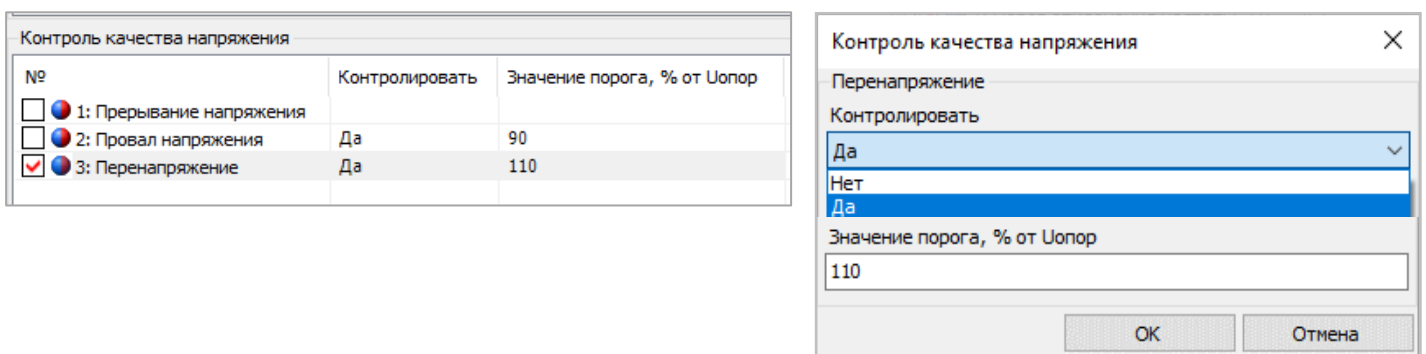 Контроль качества напряжения
№ Контролировать Значение порога, % от Uопор
1: Прерывание напряжения
2: Провал напряжения Да 90
3: Перенапряжение Да 110
Контроль качества напряжения
Перенапряжение
Контролировать
Да
Нет
Да
Значение порога, % от Uопор
110
ОК Отмена